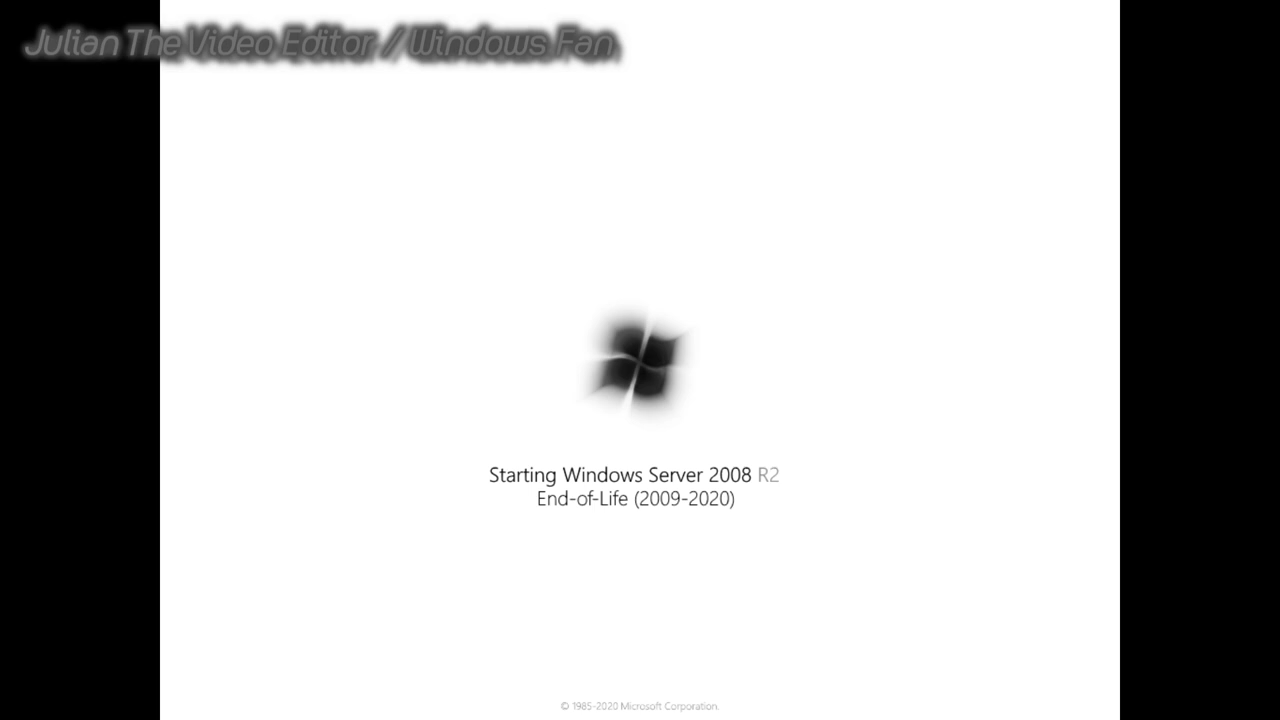 Julian The Video Editor / Windows Fan
Starting Windows Server 2008 R2
End-of-Life (2009-2020)
© 1985-2020 Microsoft Corporation.